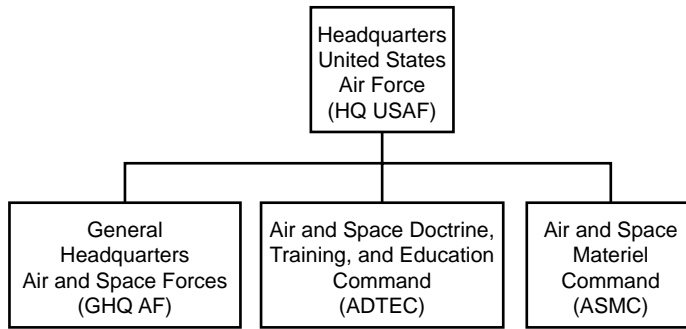 Headquarters
United States
Air Force
(HQ USAF)
General
Headquarters
Air and Space Forces
(GHQ AF)
Air and Space Doctrine,
Training, and Education
Command
(ADTEC)
Air and Space
Materiel
Command
(ASMC)